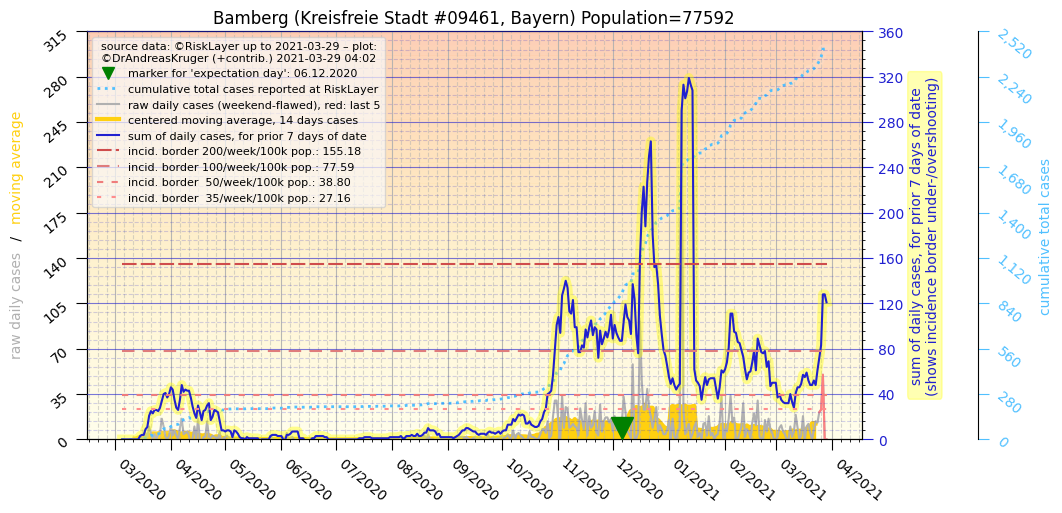 Bamberg (Kreisfreie Stadt #09461, Bayern) Population=77592
source data: ©RiskLayer up to 2021-03-29 – plot:
©DrAndreasKruger (+contrib.) 2021-03-29 04:02
marker for 'expectation day': 06.12.2020
cumulative total cases reported at RiskLayer
raw daily cases (weekend-flawed), red: last 5
centered moving average, 14 days cases
sum of daily cases, for prior 7 days of date
incid. border 200/week/100k pop.: 155.18
incid. border 100/week/100k pop.: 77.59
incid. border  50/week/100k pop.: 38.80
incid. border  35/week/100k pop.: 27.16
raw daily cases / moving average
315
280
245
210
175
140
105
70
35
0
03/2020
04/2020
05/2020
06/2020
07/2020
08/2020
09/2020
10/2020
11/2020
12/2020
01/2021
02/2021
03/2021
04/2021
360
320
280
240
200
160
120
80
40
0
sum of daily cases, for prior 7 days of date
(shows incidence border under-/overshooting)
2,520
2,240
1,960
1,680
1,400
1,120
840
560
280
0
cumulative total cases